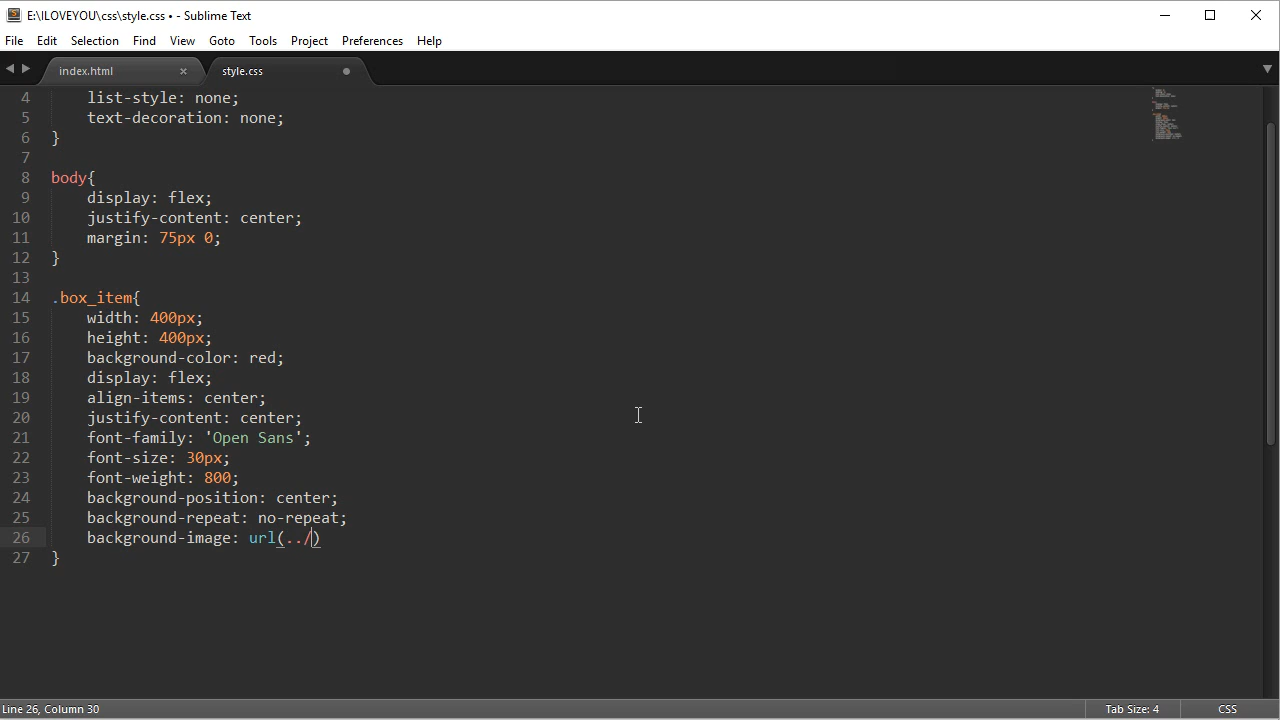 E:\ILOVEYOU\css\style.css • - Sublime Text
File Edit Selection Find View Goto Tools Project Preferences Help
index.html × style.css
4 list-style: none;
5 text-decoration: none;
6 }
7
8 body{
9 display: flex;
10 justify-content: center;
11 margin: 75px 0;
12 }
13
14 .box_item{
15 width: 400px;
16 height: 400px;
17 background-color: red;
18 display: flex;
19 align-items: center;
20 justify-content: center;
21 font-family: 'Open Sans';
22 font-size: 30px;
23 font-weight: 800;
24 background-position: center;
25 background-repeat: no-repeat;
26 background-image: url(../)
27 }
Line 26, Column 30 Tab Size: 4 CSS